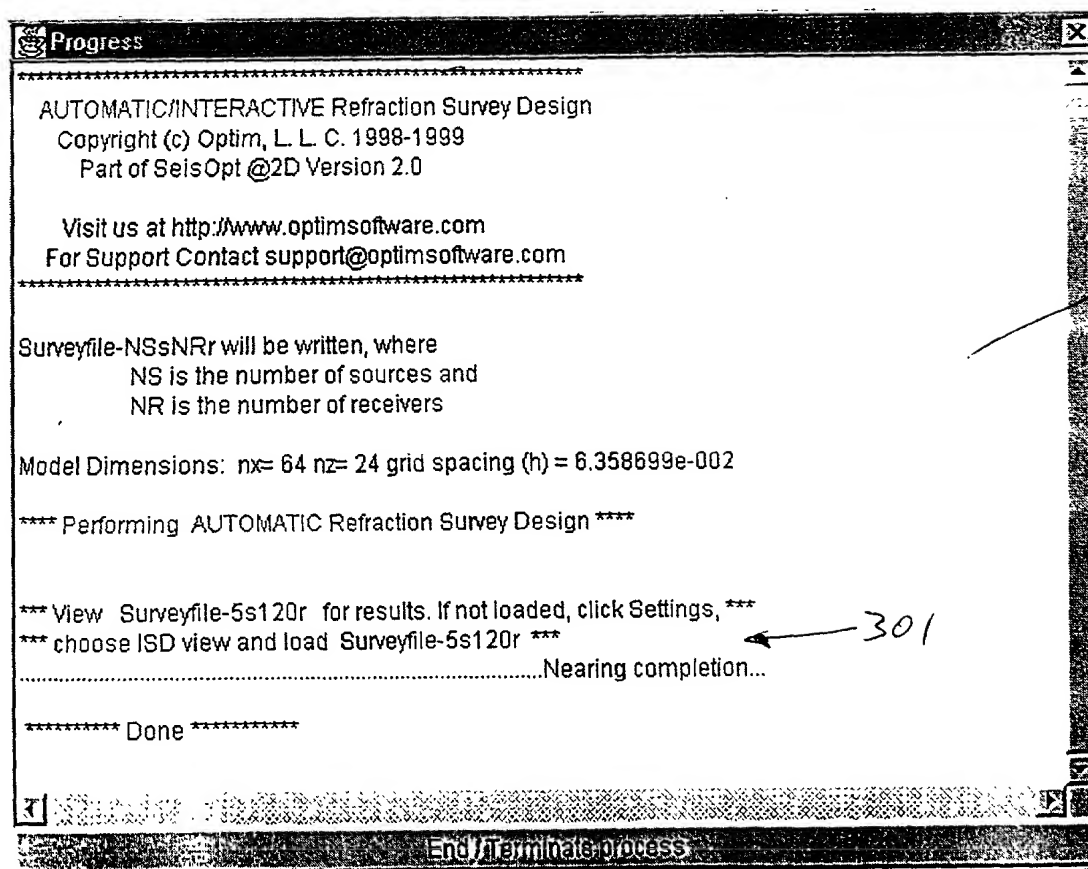 Progress
************************************************************
AUTOMATIC/INTERACTIVE Refraction Survey Design
Copyright (c) Optim, L. L. C. 1998-1999
Part of SeisOpt @2D Version 2.0
Visit us at http://www.optimsoftware.com
For Support Contact support@optimsoftware.com
************************************************************
Surveyfile-NSsNRr will be written, where
NS is the number of sources and
NR is the number of receivers
Model Dimensions: nx= 64 nz= 24 grid spacing (h) = 6.358699e-002
**** Performing AUTOMATIC Refraction Survey Design ****
*** View Surveyfile-5s120r for results. If not loaded, click Settings, ***
*** choose ISD view and load Surveyfile-5s120r ***
301
...............................................................................................Nearing completion...
********** Done ***********
End / Terminate process